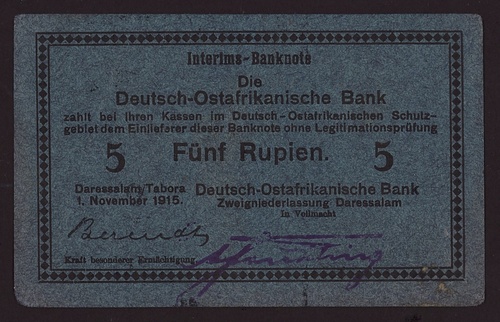 Interims-Banknote
Die
Deutsch-Ostafrikanische Bank
zahlt bei ihren Kassen im Deutsch-Ostafrikanischen Schutz-
gebiet dem Einlieferer dieser Banknote ohne Legitimationsprüfung
5 Fünf Rupien. 5
Daressalam/Tabora
1. November 1915.
Deutsch-Ostafrikanische Bank
Zweigniederlassung Daressalam
In Vollmacht
Berendt
Kraft besonderer Ermächtigung